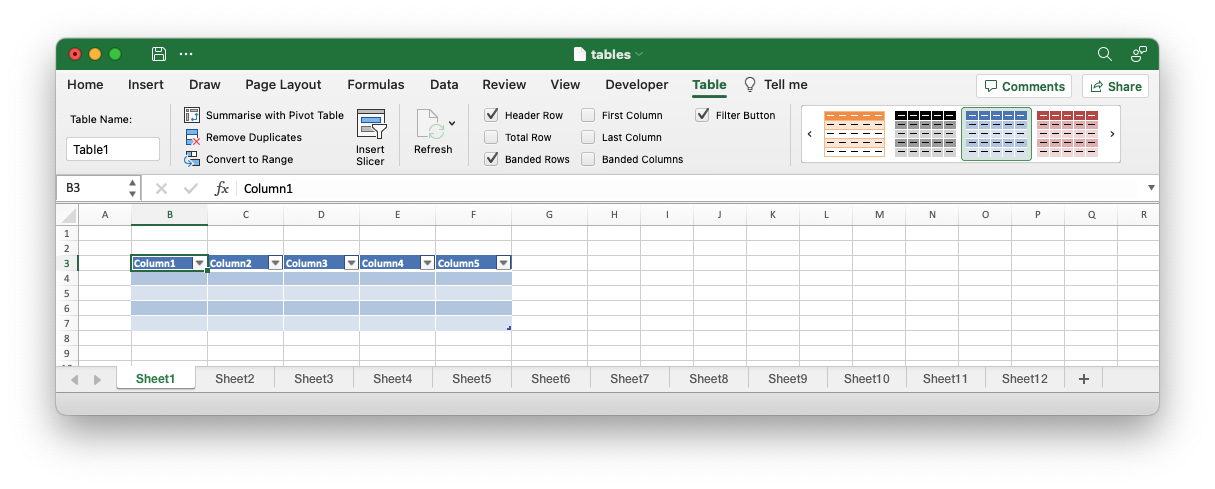 tables
Home Insert Draw Page Layout Formulas Data Review View Developer Table Tell me Comments Share
Table Name:
Table1
Summarise with Pivot Table
Remove Duplicates
Convert to Range
Insert
Slicer
Refresh
Header Row First Column Filter Button
Total Row Last Column
Banded Rows Banded Columns
B3 fx Column1
A B C D E F G H I J K L M N O P Q R
1
2
3 Column1 Column2 Column3 Column4 Column5
4
5
6
7
8
9
Sheet1 Sheet2 Sheet3 Sheet4 Sheet5 Sheet6 Sheet7 Sheet8 Sheet9 Sheet10 Sheet11 Sheet12 +